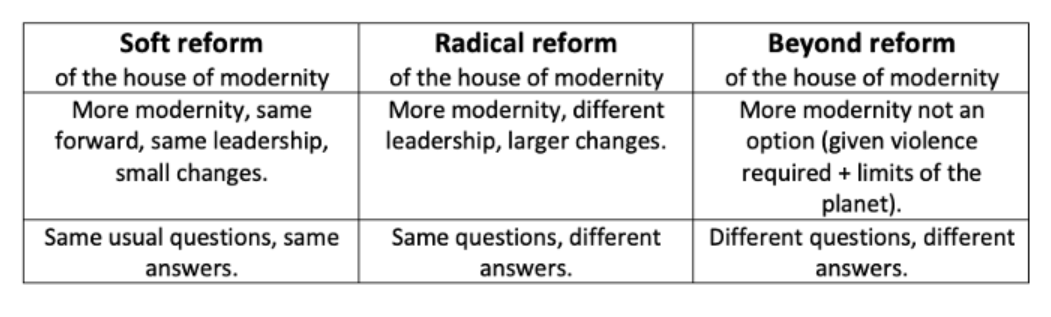 Soft reform
of the house of modernity
Radical reform
of the house of modernity
Beyond reform
of the house of modernity
More modernity, same
forward, same leadership,
small changes.
More modernity, different
leadership, larger changes.
More modernity not an
option (given violence
required + limits of the
planet).
Same usual questions, same
answers.
Same questions, different
answers.
Different questions, different
answers.